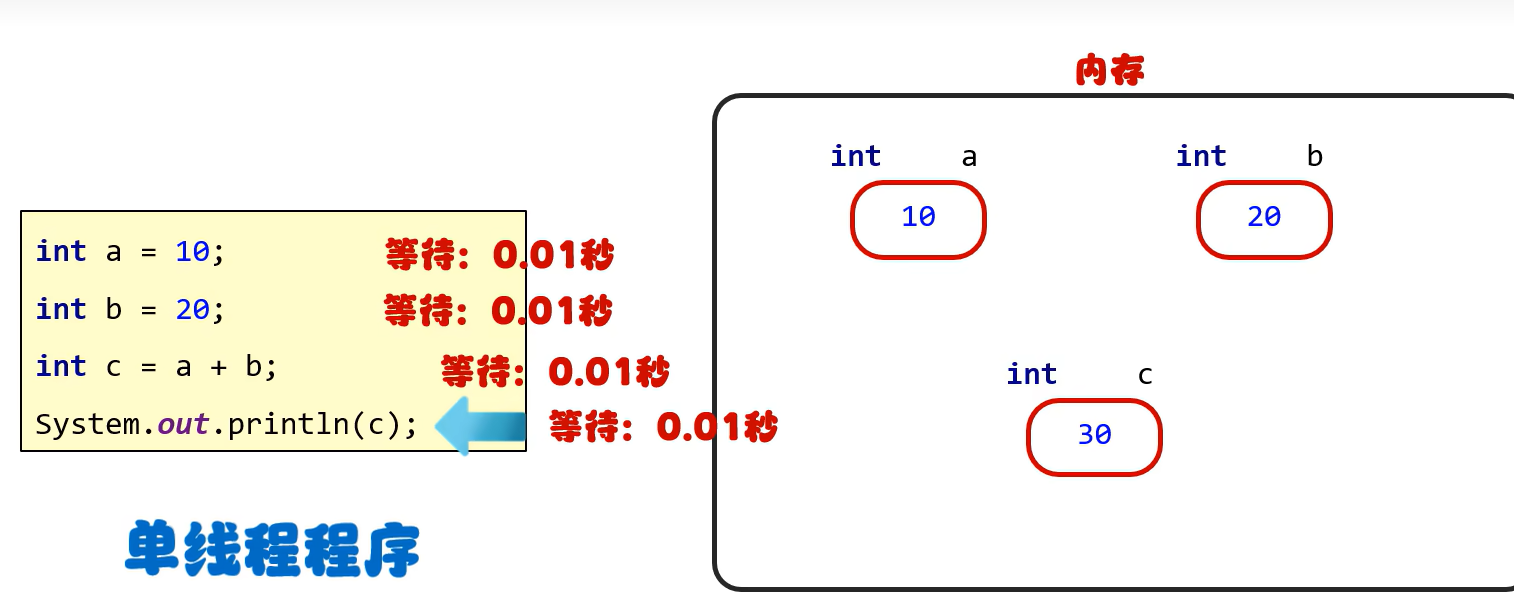 内存
int a
int b
10
20
int a = 10; 等待：0.01秒
int b = 20; 等待：0.01秒
int c = a + b; 等待：0.01秒
System.out.println(c); 等待：0.01秒
int c
30
单线程程序